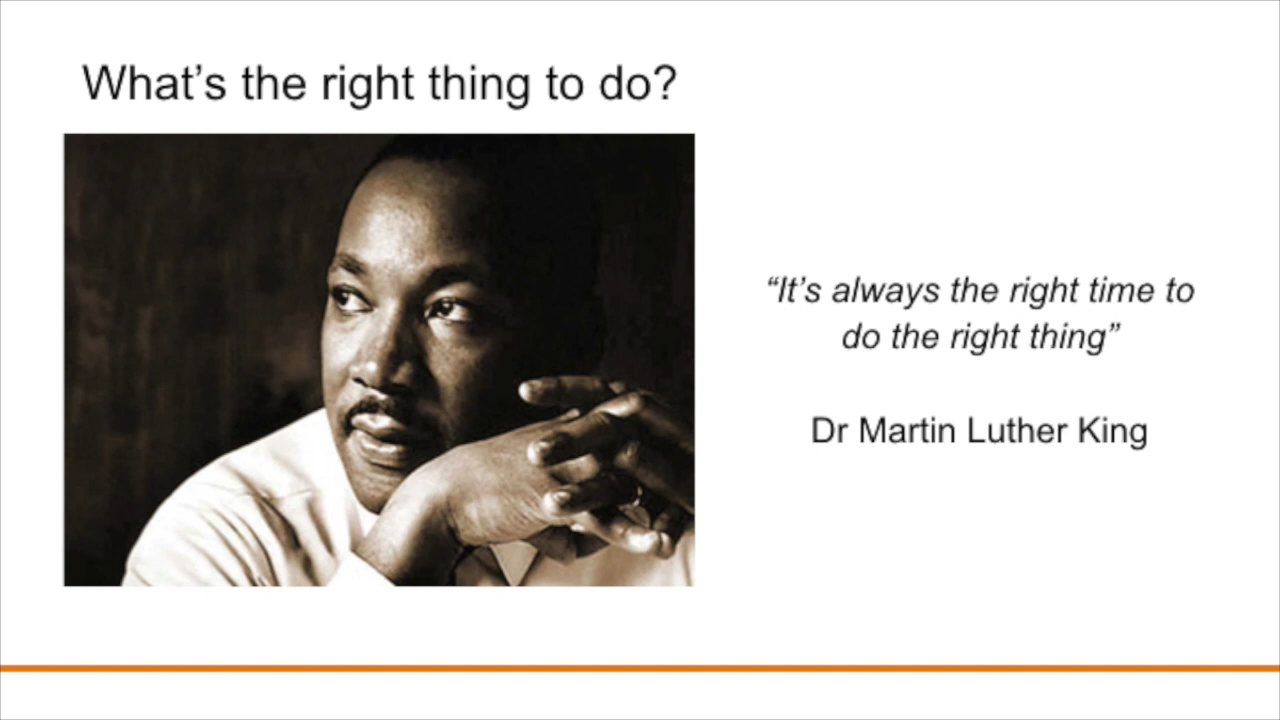 What’s the right thing to do?
“It’s always the right time to
do the right thing”
Dr Martin Luther King